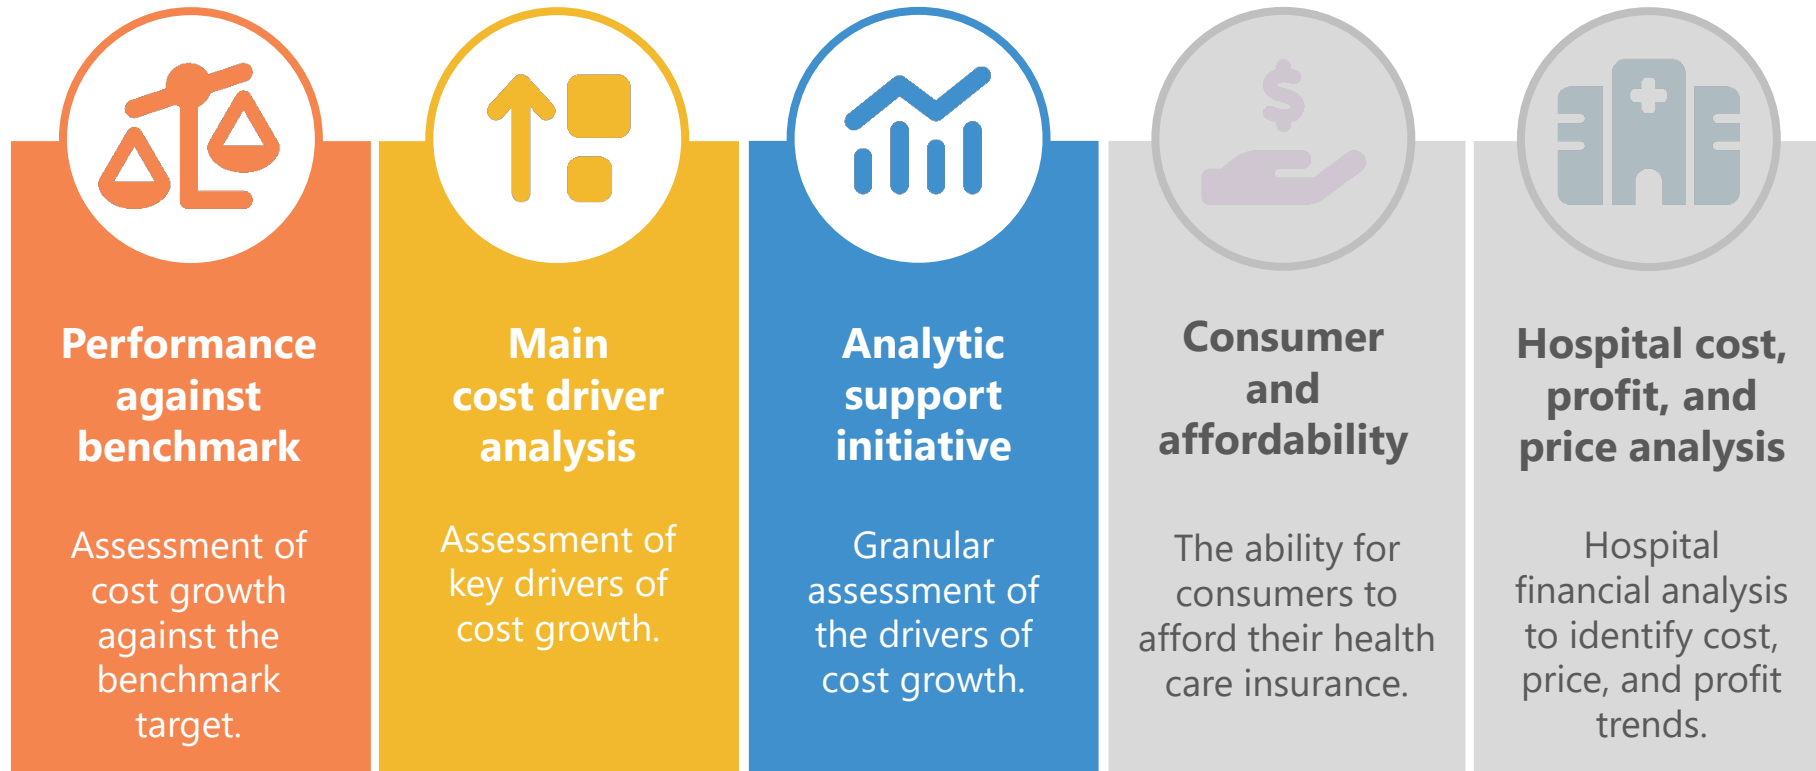 Performance
against
benchmark
Assessment of
cost growth
against the
benchmark
target.
Main
cost driver
analysis
Assessment of
key drivers of
cost growth.
Analytic
support
initiative
Granular
assessment of
the drivers of
cost growth.
$
Consumer
and
affordability
The ability for
consumers to
afford their health
care insurance.
Hospital cost,
profit, and
price analysis
Hospital
financial analysis
to identify cost,
price, and profit
trends.